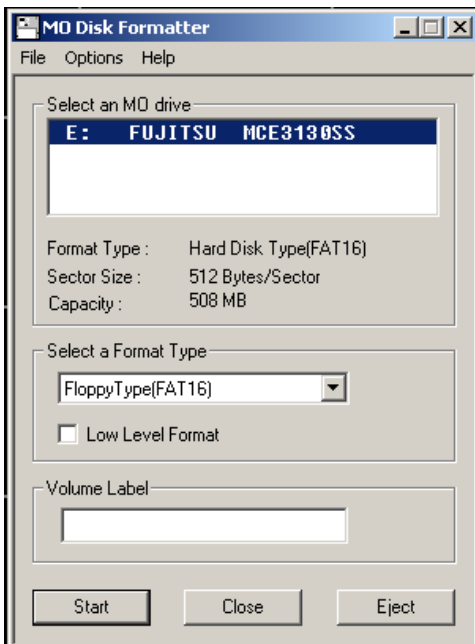 MO Disk Formatter
File Options Help
Select an MO drive
E: FUJITSU MCE3130SS
Format Type : Hard Disk Type(FAT16)
Sector Size : 512 Bytes/Sector
Capacity : 508 MB
Select a Format Type
FloppyType(FAT16)
Low Level Format
Volume Label
Start Close Eject